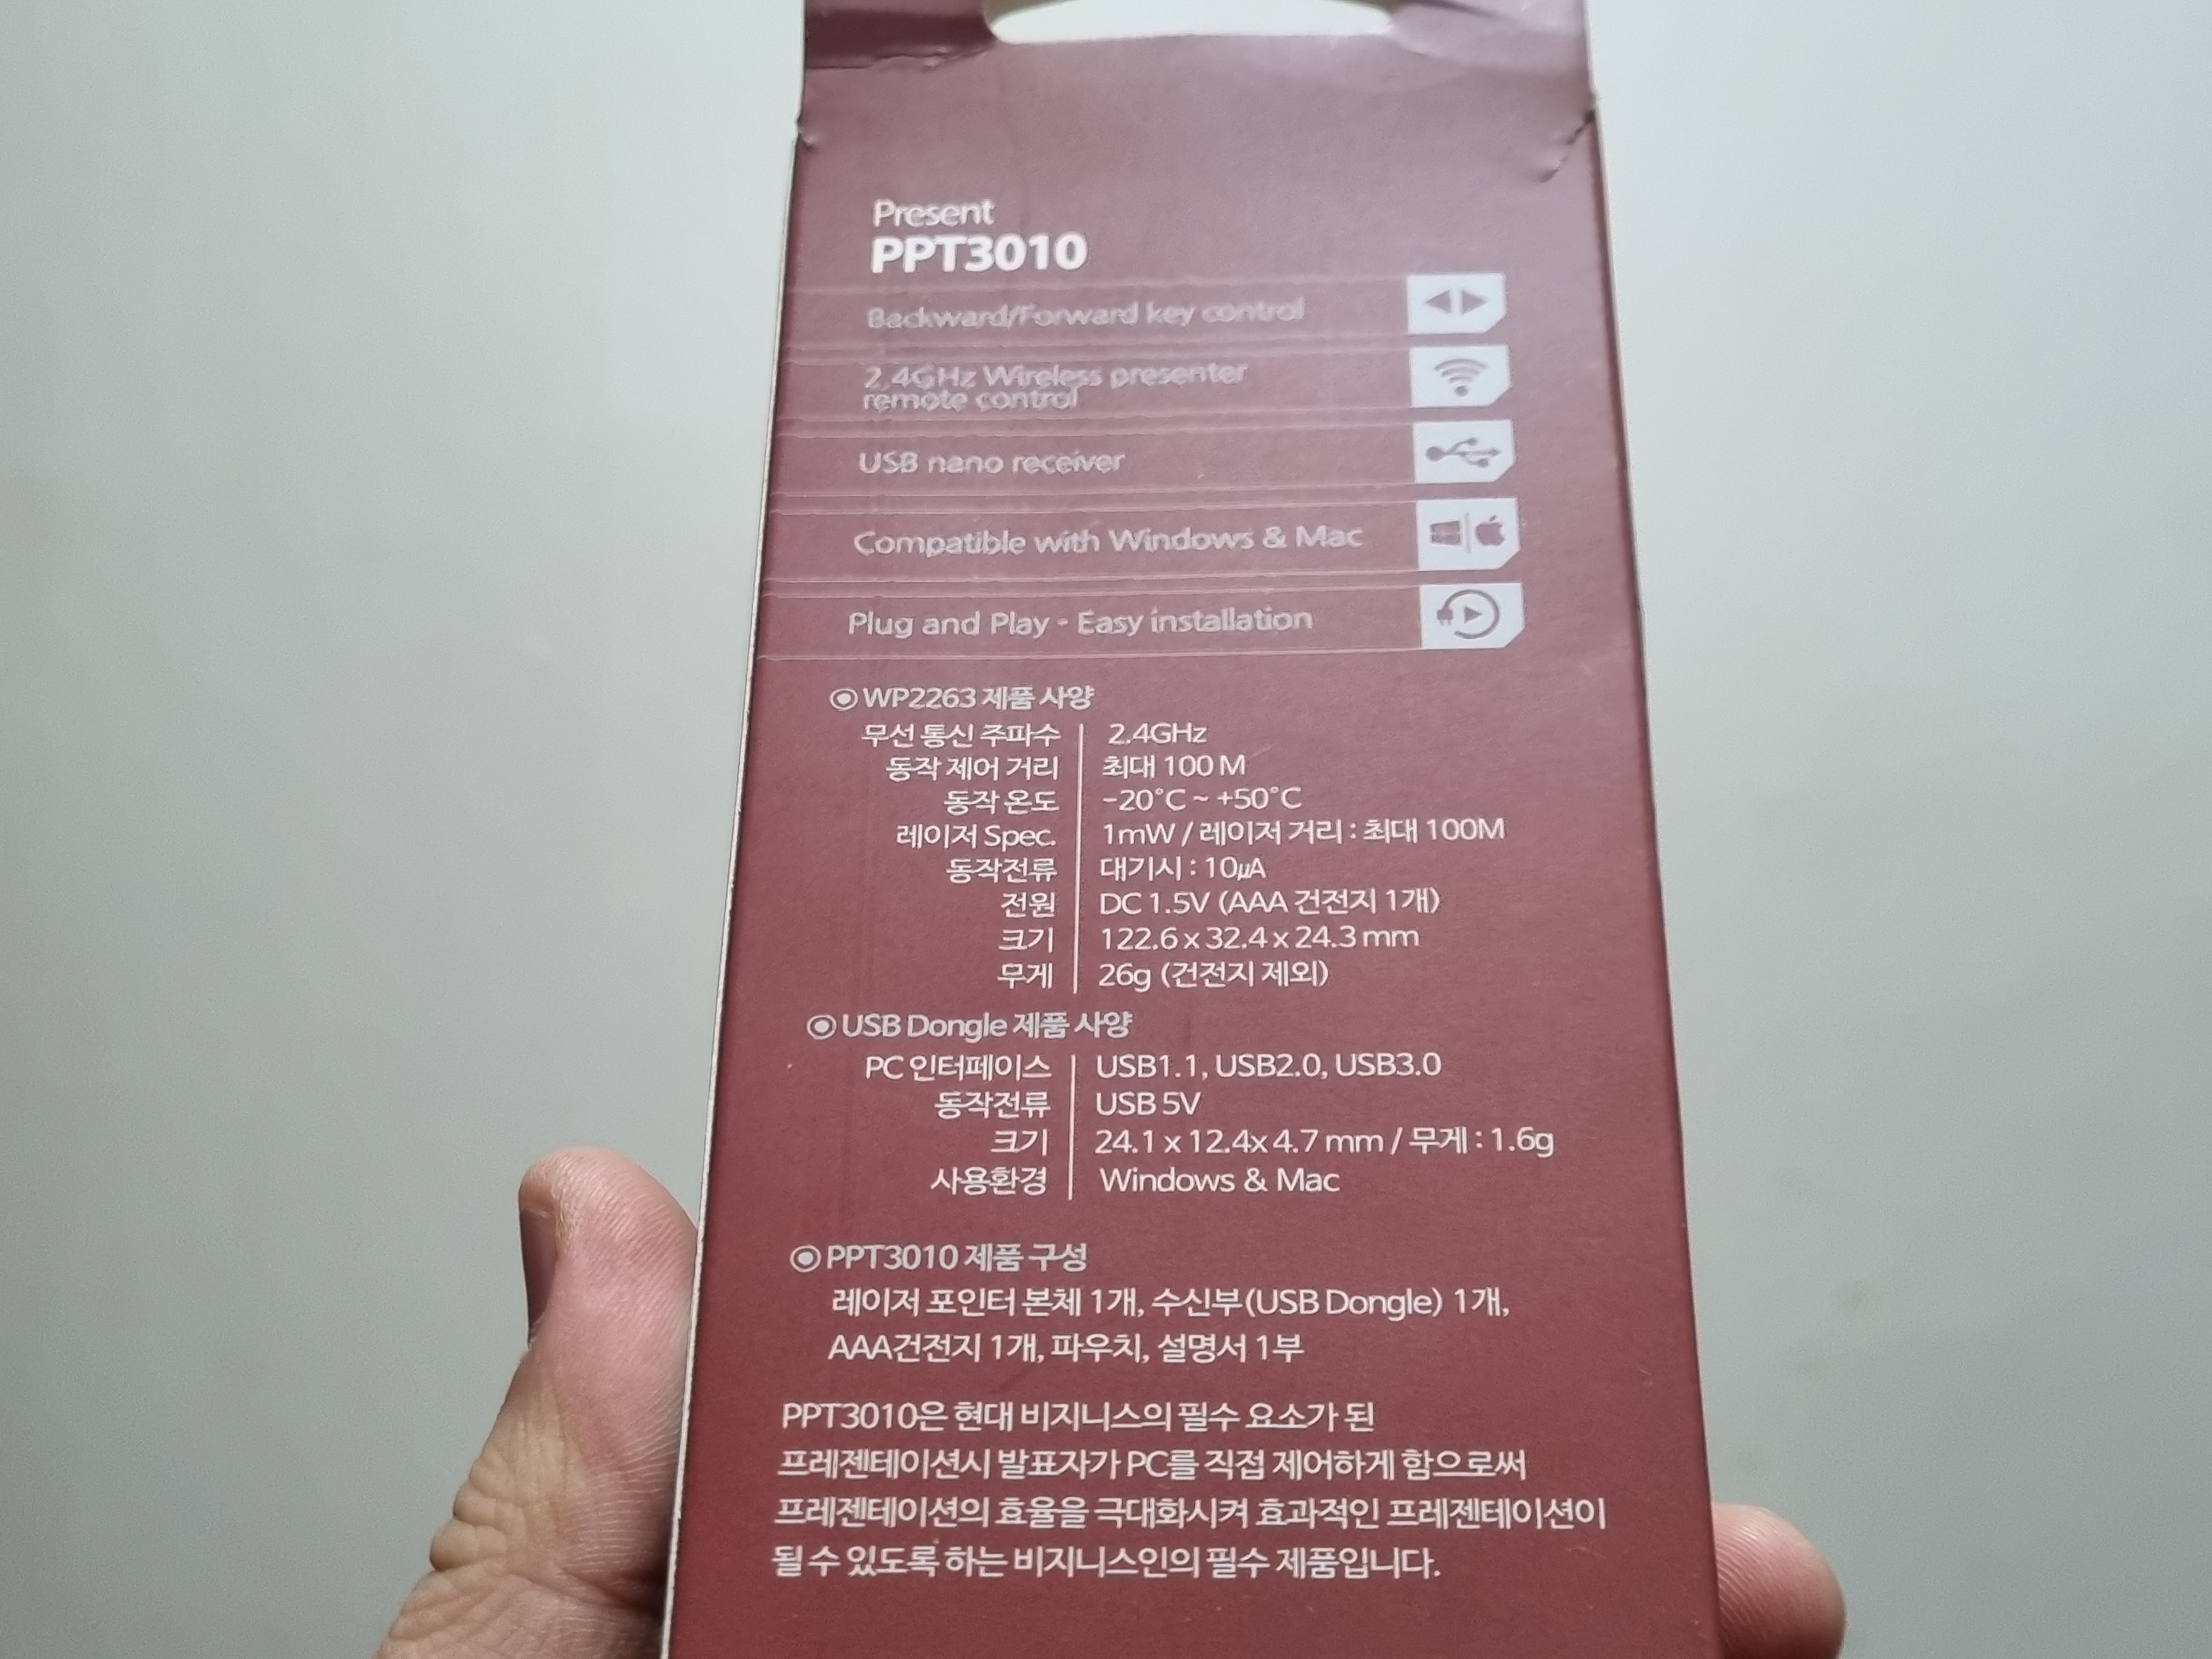 Present
PPT3010
Backward/Forward key control
2.4GHz Wireless presenter
remote control
USB nano receiver
Compatible with Windows & Mac
Plug and Play - Easy installation
◉ WP2263 제품 사양
무선 통신 주파수 2.4GHz
동작 제어 거리 최대 100 M
동작 온도 -20°C ~ +50°C
레이저 Spec. 1mW / 레이저 거리 : 최대 100M
동작전류 대기시 : 10㎂
전원 DC 1.5V (AAA 건전지 1개)
크기 122.6 x 32.4 x 24.3 mm
무게 26g (건전지 제외)
◉ USB Dongle 제품 사양
PC 인터페이스 USB1.1, USB2.0, USB3.0
동작전류 USB 5V
크기 24.1 x 12.4x 4.7 mm / 무게 : 1.6g
사용환경 Windows & Mac
◉ PPT3010 제품 구성
레이저 포인터 본체 1개, 수신부(USB Dongle) 1개,
AAA건전지 1개, 파우치, 설명서 1부
PPT3010은 현대 비지니스의 필수 요소가 된
프레젠테이션시 발표자가 PC를 직접 제어하게 함으로써
프레젠테이션의 효율을 극대화시켜 효과적인 프레젠테이션이
될 수 있도록 하는 비지니스인의 필수 제품입니다.